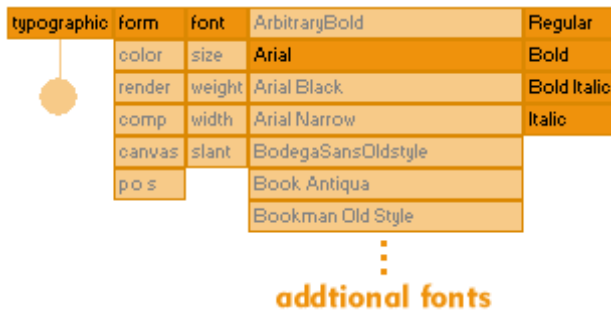 typographic form font ArbitraryBold Regular
color size Arial Bold
render weight Arial Black Bold Italic
comp width Arial Narrow Italic
canvas slant BodegaSansOldstyle
pos Book Antiqua
Bookman Old Style
addtional fonts